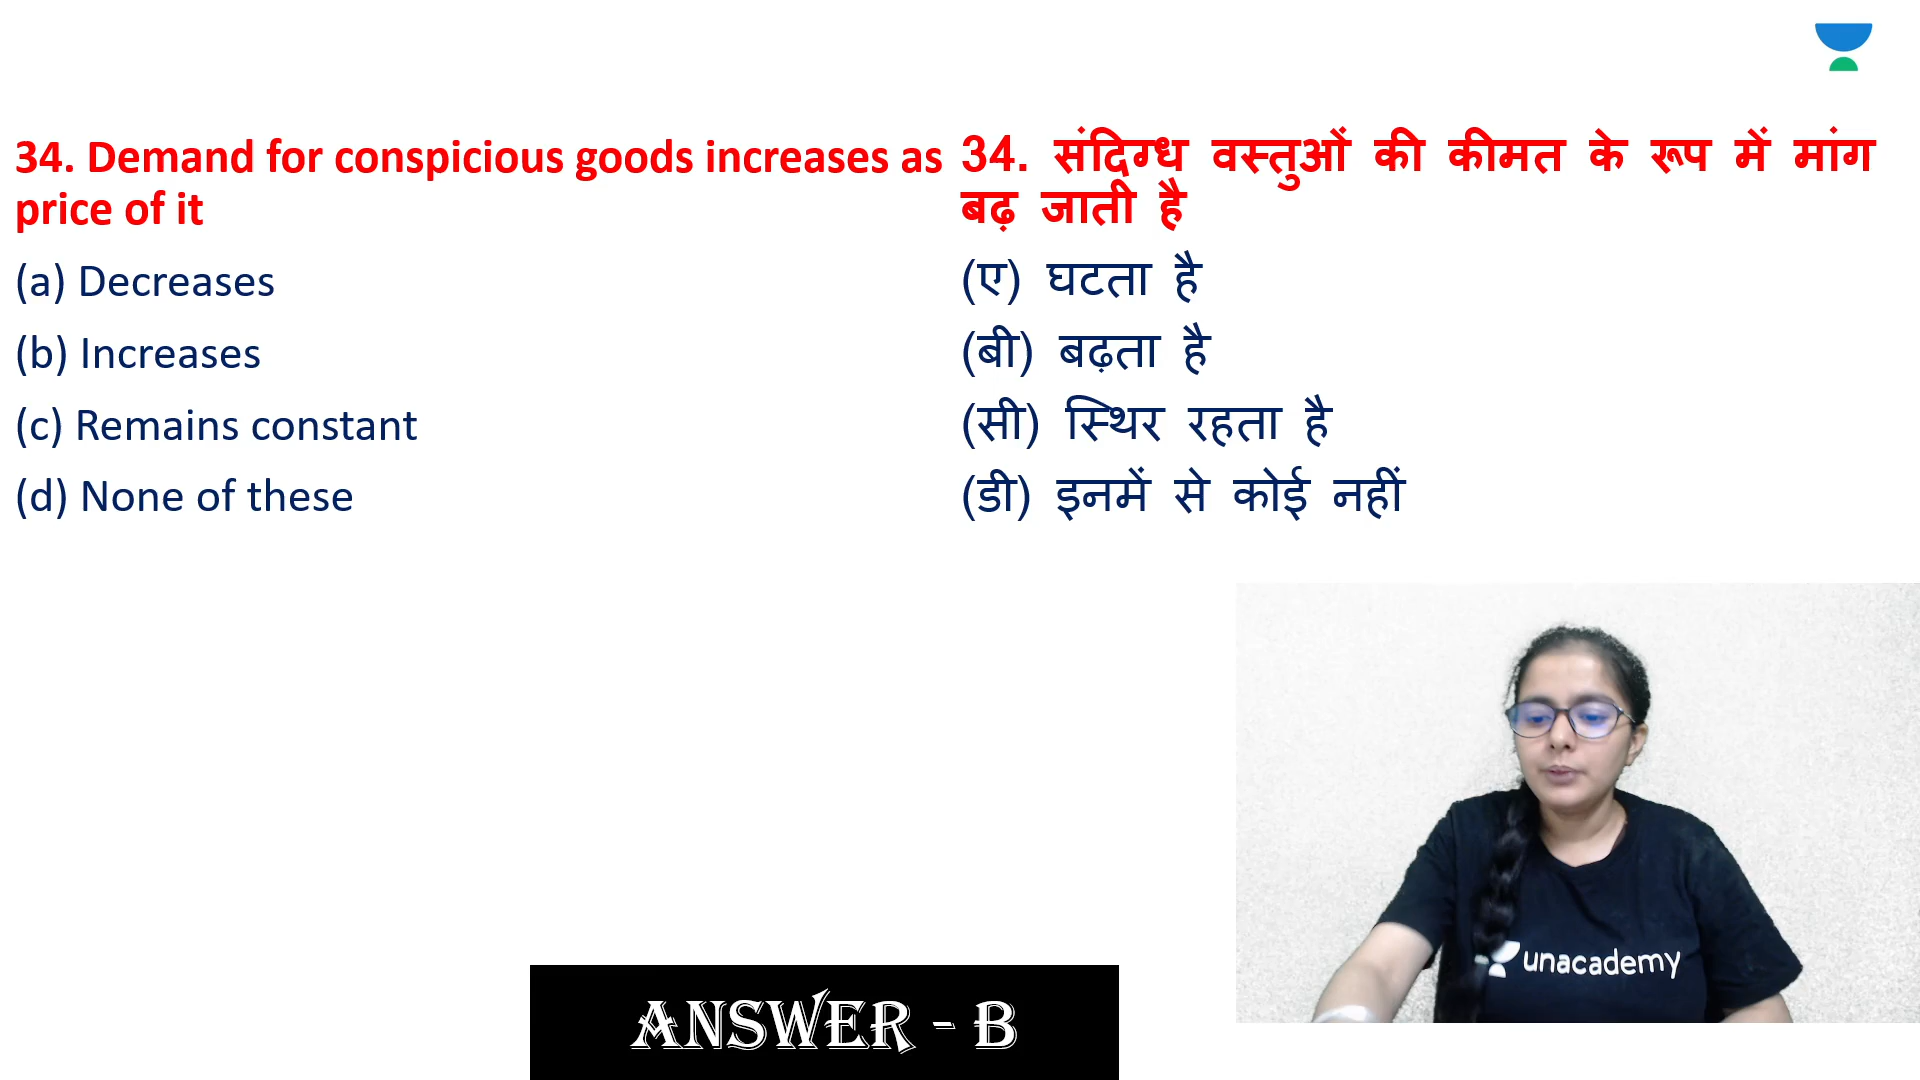 34. Demand for conspicious goods increases as
price of it
(a) Decreases
(b) Increases
(c) Remains constant
(d) None of these
34. संदिग्ध वस्तुओं की कीमत के रूप में मांग
बढ़ जाती है
(ए) घटता है
(बी) बढ़ता है
(सी) स्थिर रहता है
(डी) इनमें से कोई नहीं
unacademy
ANSWER - B